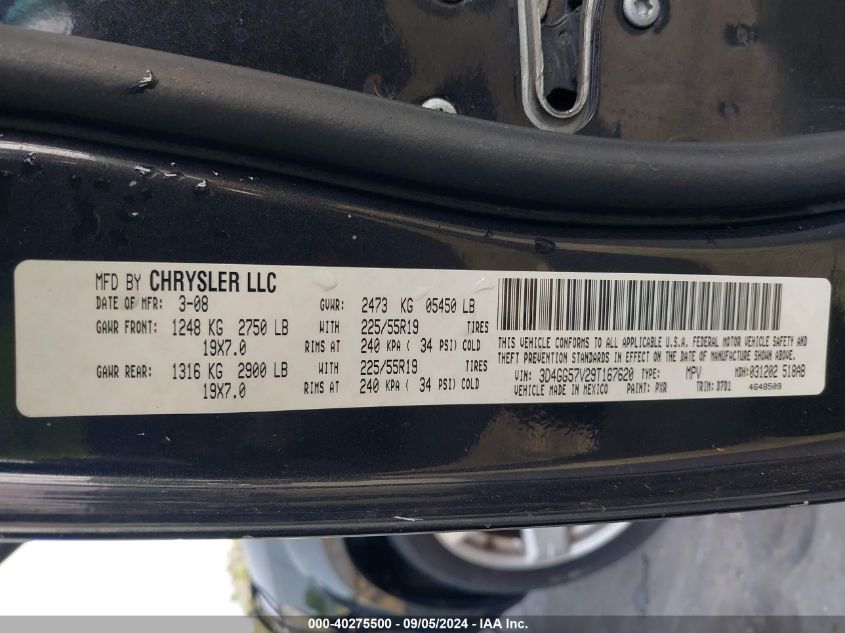 MFD BY CHRYSLER LLC
DATE OF MFR: 3-08 GVWR: 2473 KG 05450 LB
GAWR FRONT: 1248 KG 2750 LB WITH 225/55R19 TIRES
19X7.0 RIMS AT 240 KPA ( 34 PSI) COLD
GAWR REAR: 1316 KG 2900 LB WITH 225/55R19 TIRES
19X7.0 RIMS AT 240 KPA ( 34 PSI) COLD
THIS VEHICLE CONFORMS TO ALL APPLICABLE U.S.A. FEDERAL MOTOR VEHICLE SAFETY AND
THEFT PREVENTION STANDARDS IN EFFECT ON THE DATE OF MANUFACTURE SHOWN ABOVE.
VIN: 3D4GG57V29T167620 TYPE: MPV MDH: 031202 518AB
VEHICLE MADE IN MEXICO PAINT: PXR TRIM: D7D1 4648509
000-40275500 - 09/05/2024 - IAA Inc.